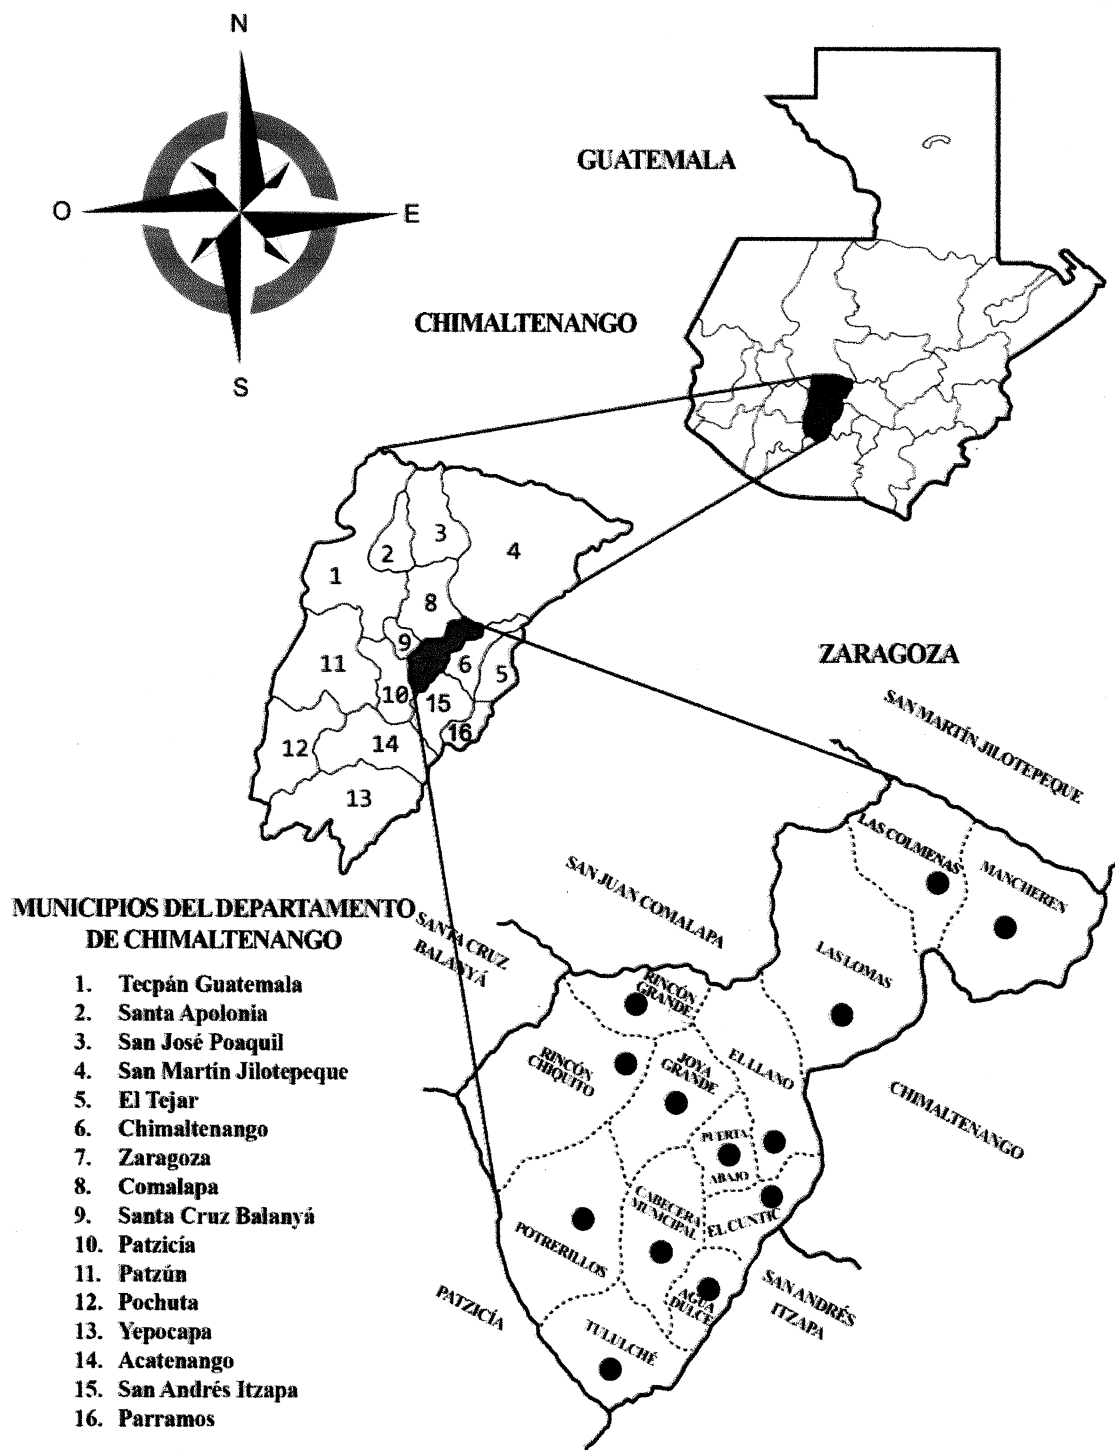 N
O
E
S
GUATEMALA
CHIMALTENANGO
1
2
3
4
8
9
11
6
5
10
15
16
12
14
13
ZARAGOZA
SAN MARTÍN JILOTEPEQUE
SAN JUAN COMALAPA
SANTA CRUZ
BALANYÁ
LAS COLMENAS
MANCHEREN
LAS LOMAS
RINCÓN
GRANDE
RINCÓN
CHIQUITO
JOYA
GRANDE
EL LLANO
CHIMALTENANGO
PUERTA
ABAJO
CABECERA
MUNICIPAL
EL CUNTIC
POTRERILLOS
AGUA
DULCE
SAN ANDRÉS
ITZAPA
PATZICÍA
TULULCHÉ
MUNICIPIOS DEL DEPARTAMENTO
DE CHIMALTENANGO
1. Tecpán Guatemala
2. Santa Apolonia
3. San José Poaquil
4. San Martín Jilotepeque
5. El Tejar
6. Chimaltenango
7. Zaragoza
8. Comalapa
9. Santa Cruz Balanyá
10. Patzicía
11. Patzún
12. Pochuta
13. Yepocapa
14. Acatenango
15. San Andrés Itzapa
16. Parramos